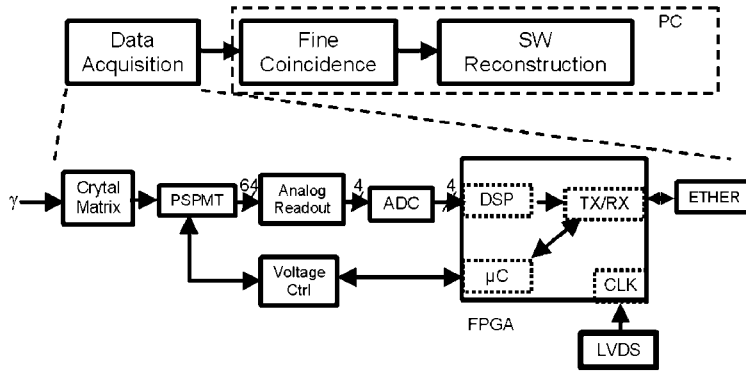 PC
Data
Acquisition
Fine
Coincidence
SW
Reconstruction
γ
Crytal
Matrix
PSPMT
64
Analog
Readout
4
ADC
4
DSP
TX/RX
ETHER
Voltage
Ctrl
μC
CLK
FPGA
LVDS